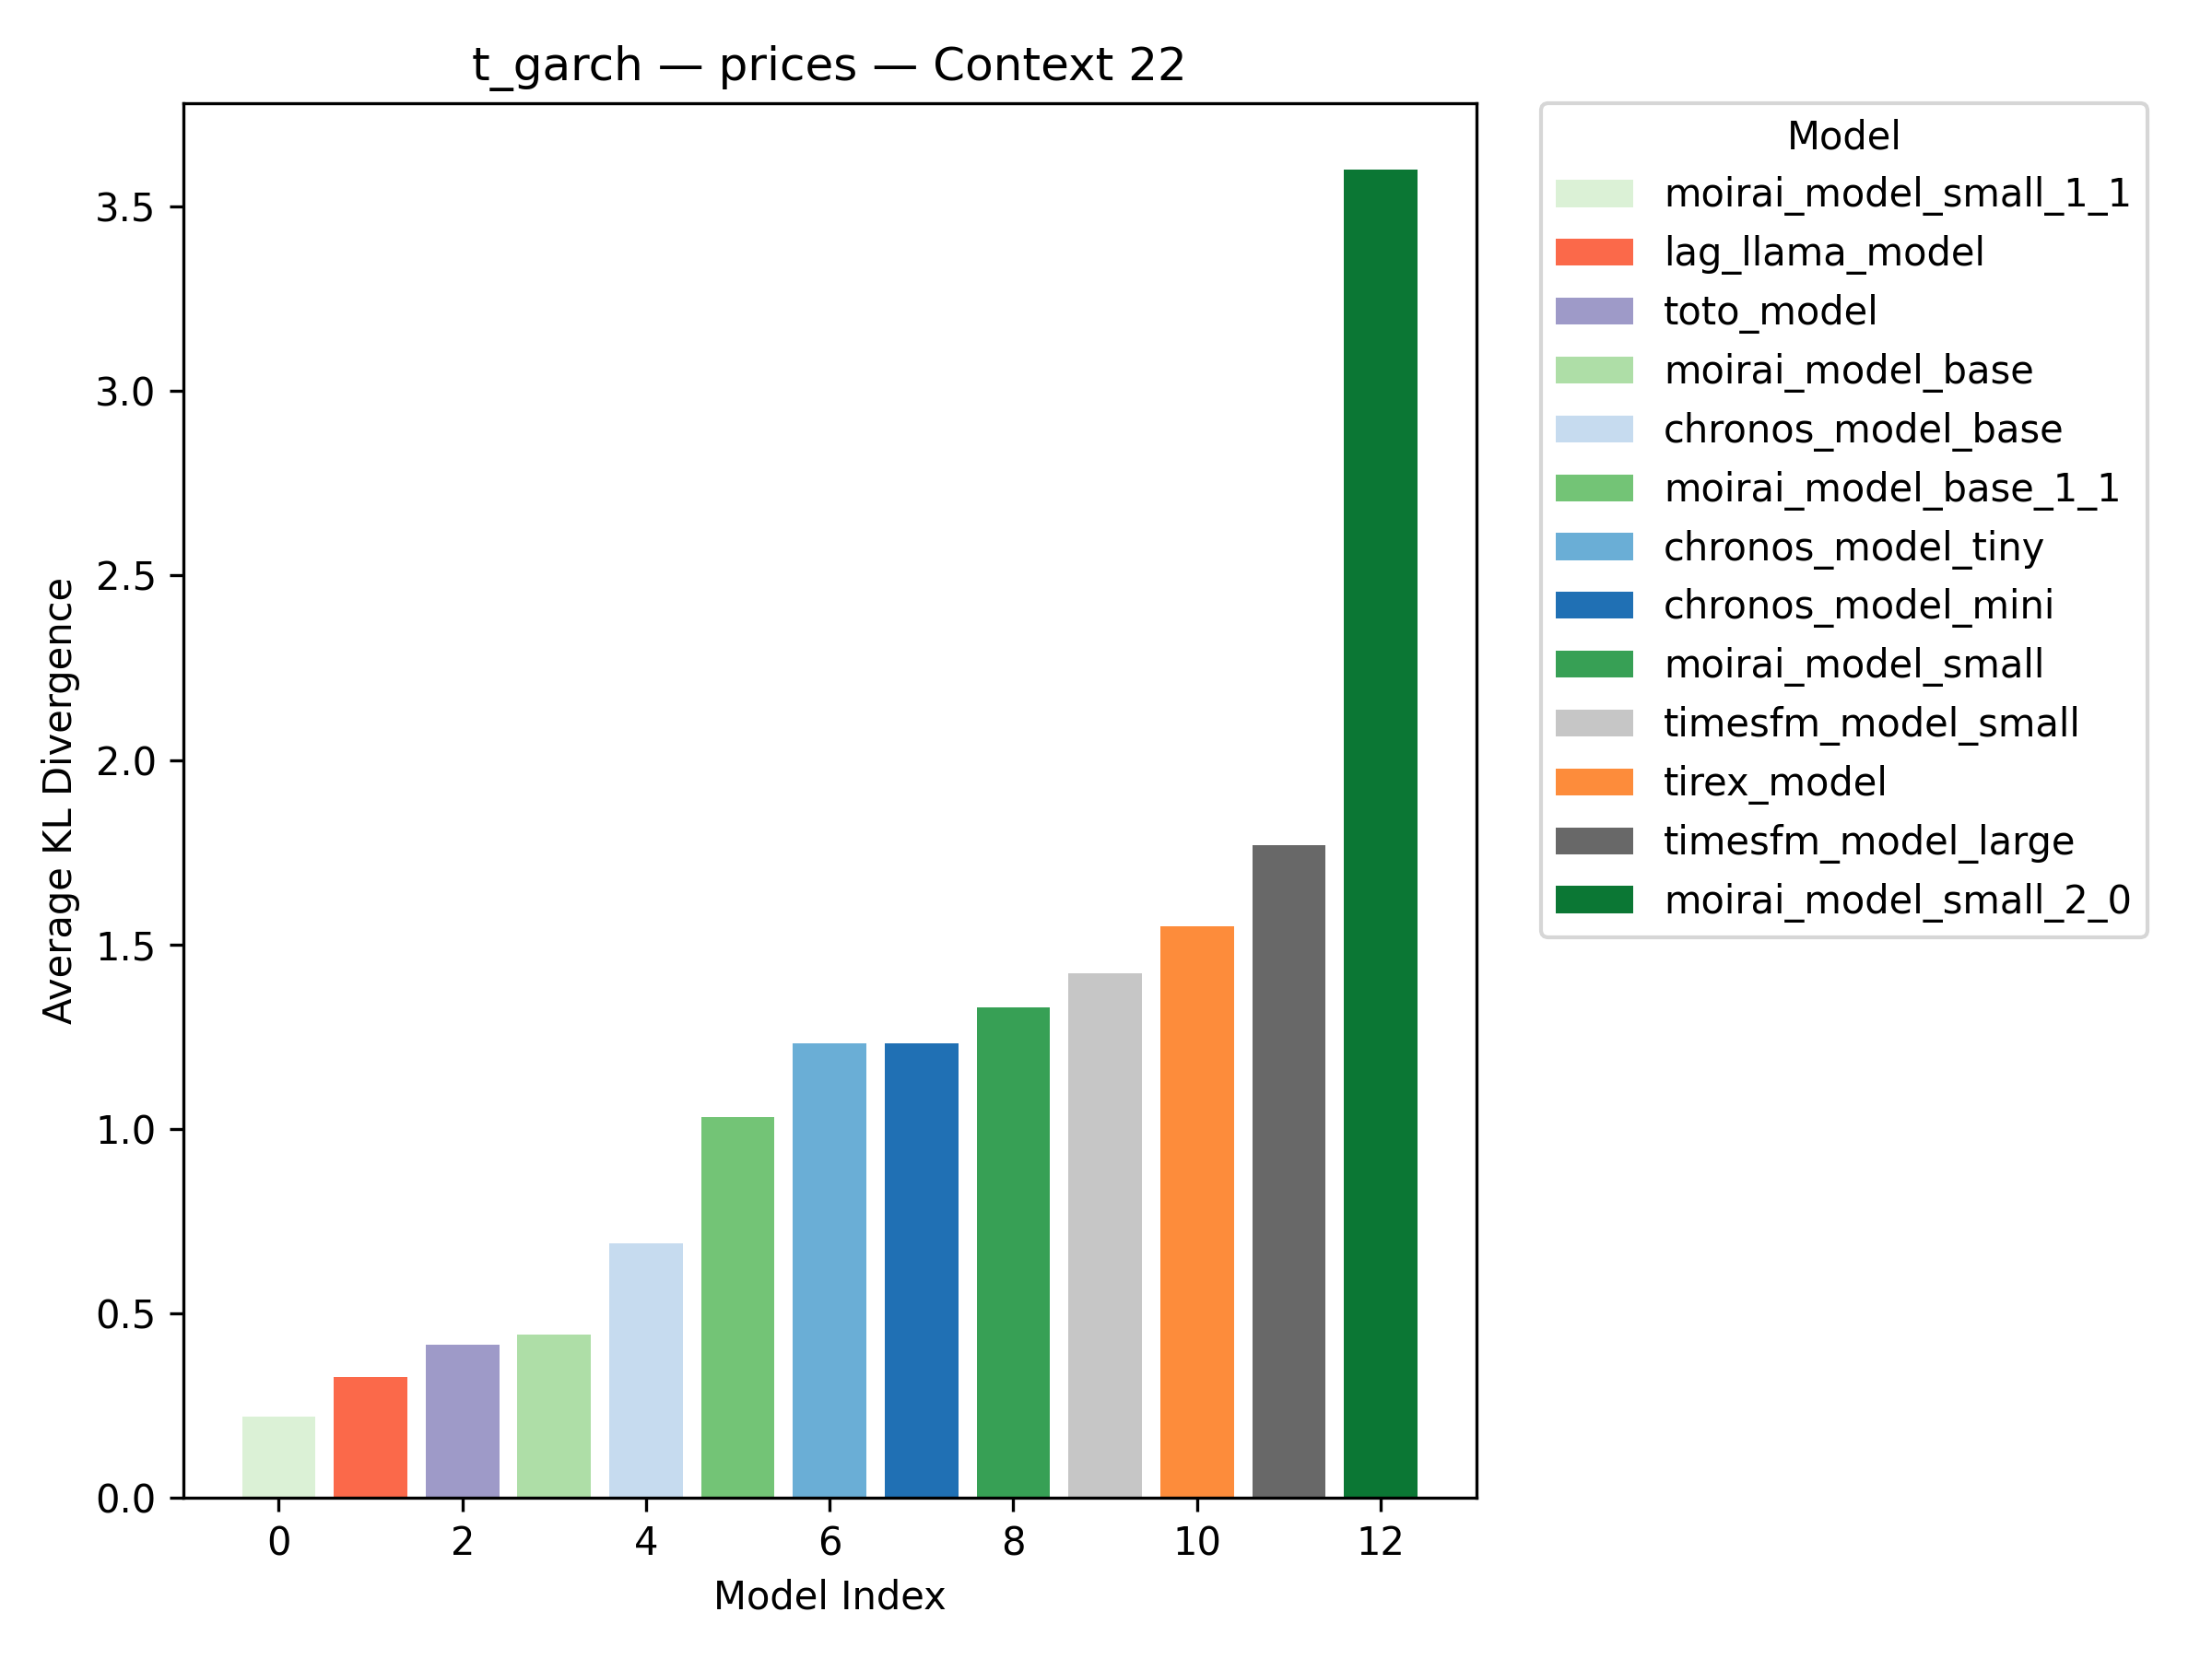 t_garch — prices — Context 22
Average KL Divergence
3.5
3.0
2.5
2.0
1.5
1.0
0.5
0.0
0 2 4 6 8 10 12
Model Index
Model
moirai_model_small_1_1
lag_llama_model
toto_model
moirai_model_base
chronos_model_base
moirai_model_base_1_1
chronos_model_tiny
chronos_model_mini
moirai_model_small
timesfm_model_small
tirex_model
timesfm_model_large
moirai_model_small_2_0